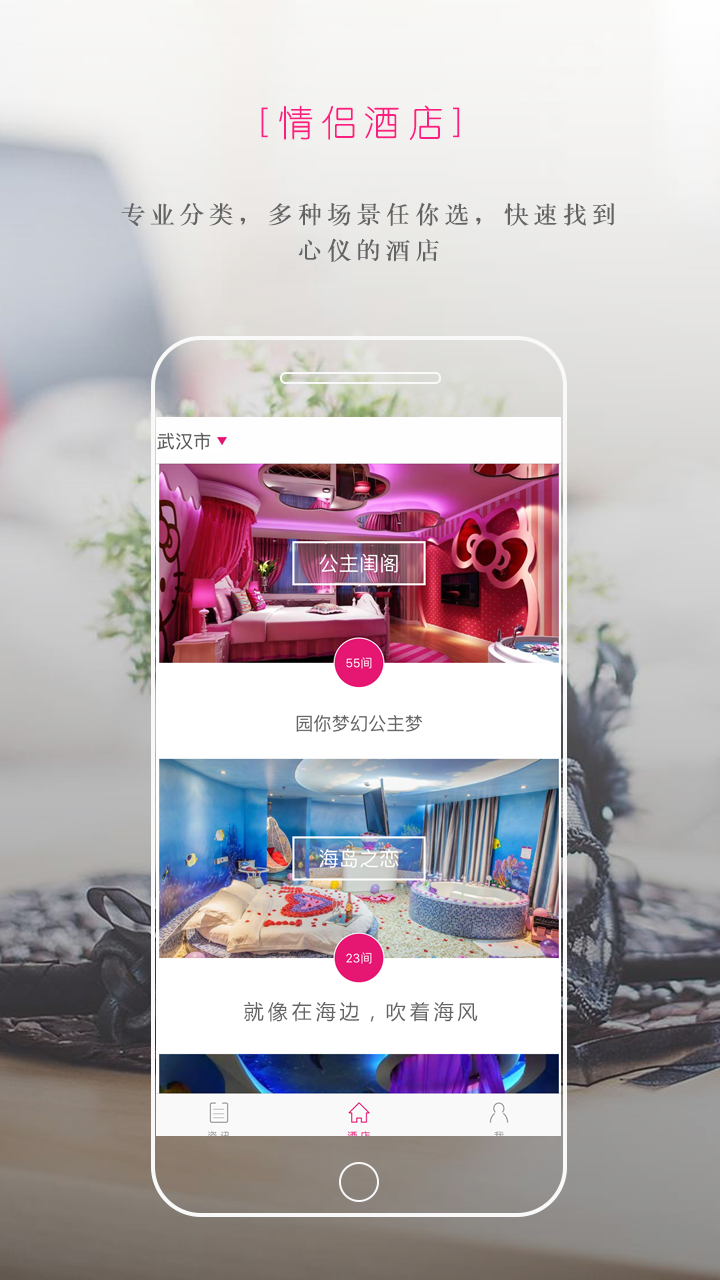 [情侣酒店]
专业分类，多种场景任你选，快速找到
心仪的酒店
武汉市
公主闺阁
55间
园你梦幻公主梦
海岛之恋
23间
就像在海边，吹着海风
资讯
酒店
我